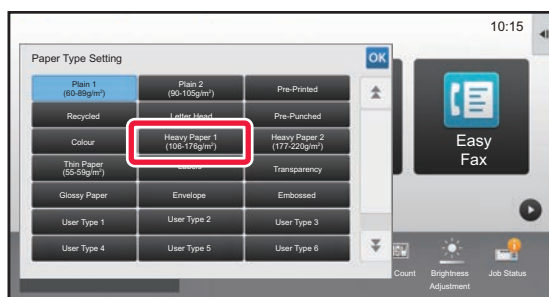 10:15
Paper Type Setting
OK
Plain 1
(60-89g/m²)
Plain 2
(90-105g/m²)
Pre-Printed
Recycled
Letter Head
Pre-Punched
Colour
Heavy Paper 1
(106-176g/m²)
Heavy Paper 2
(177-220g/m²)
Thin Paper
(55-59g/m²)
Labels
Transparency
Glossy Paper
Envelope
Embossed
User Type 1
User Type 2
User Type 3
User Type 4
User Type 5
User Type 6
Easy
Fax
Count
Brightness
Adjustment
Job Status